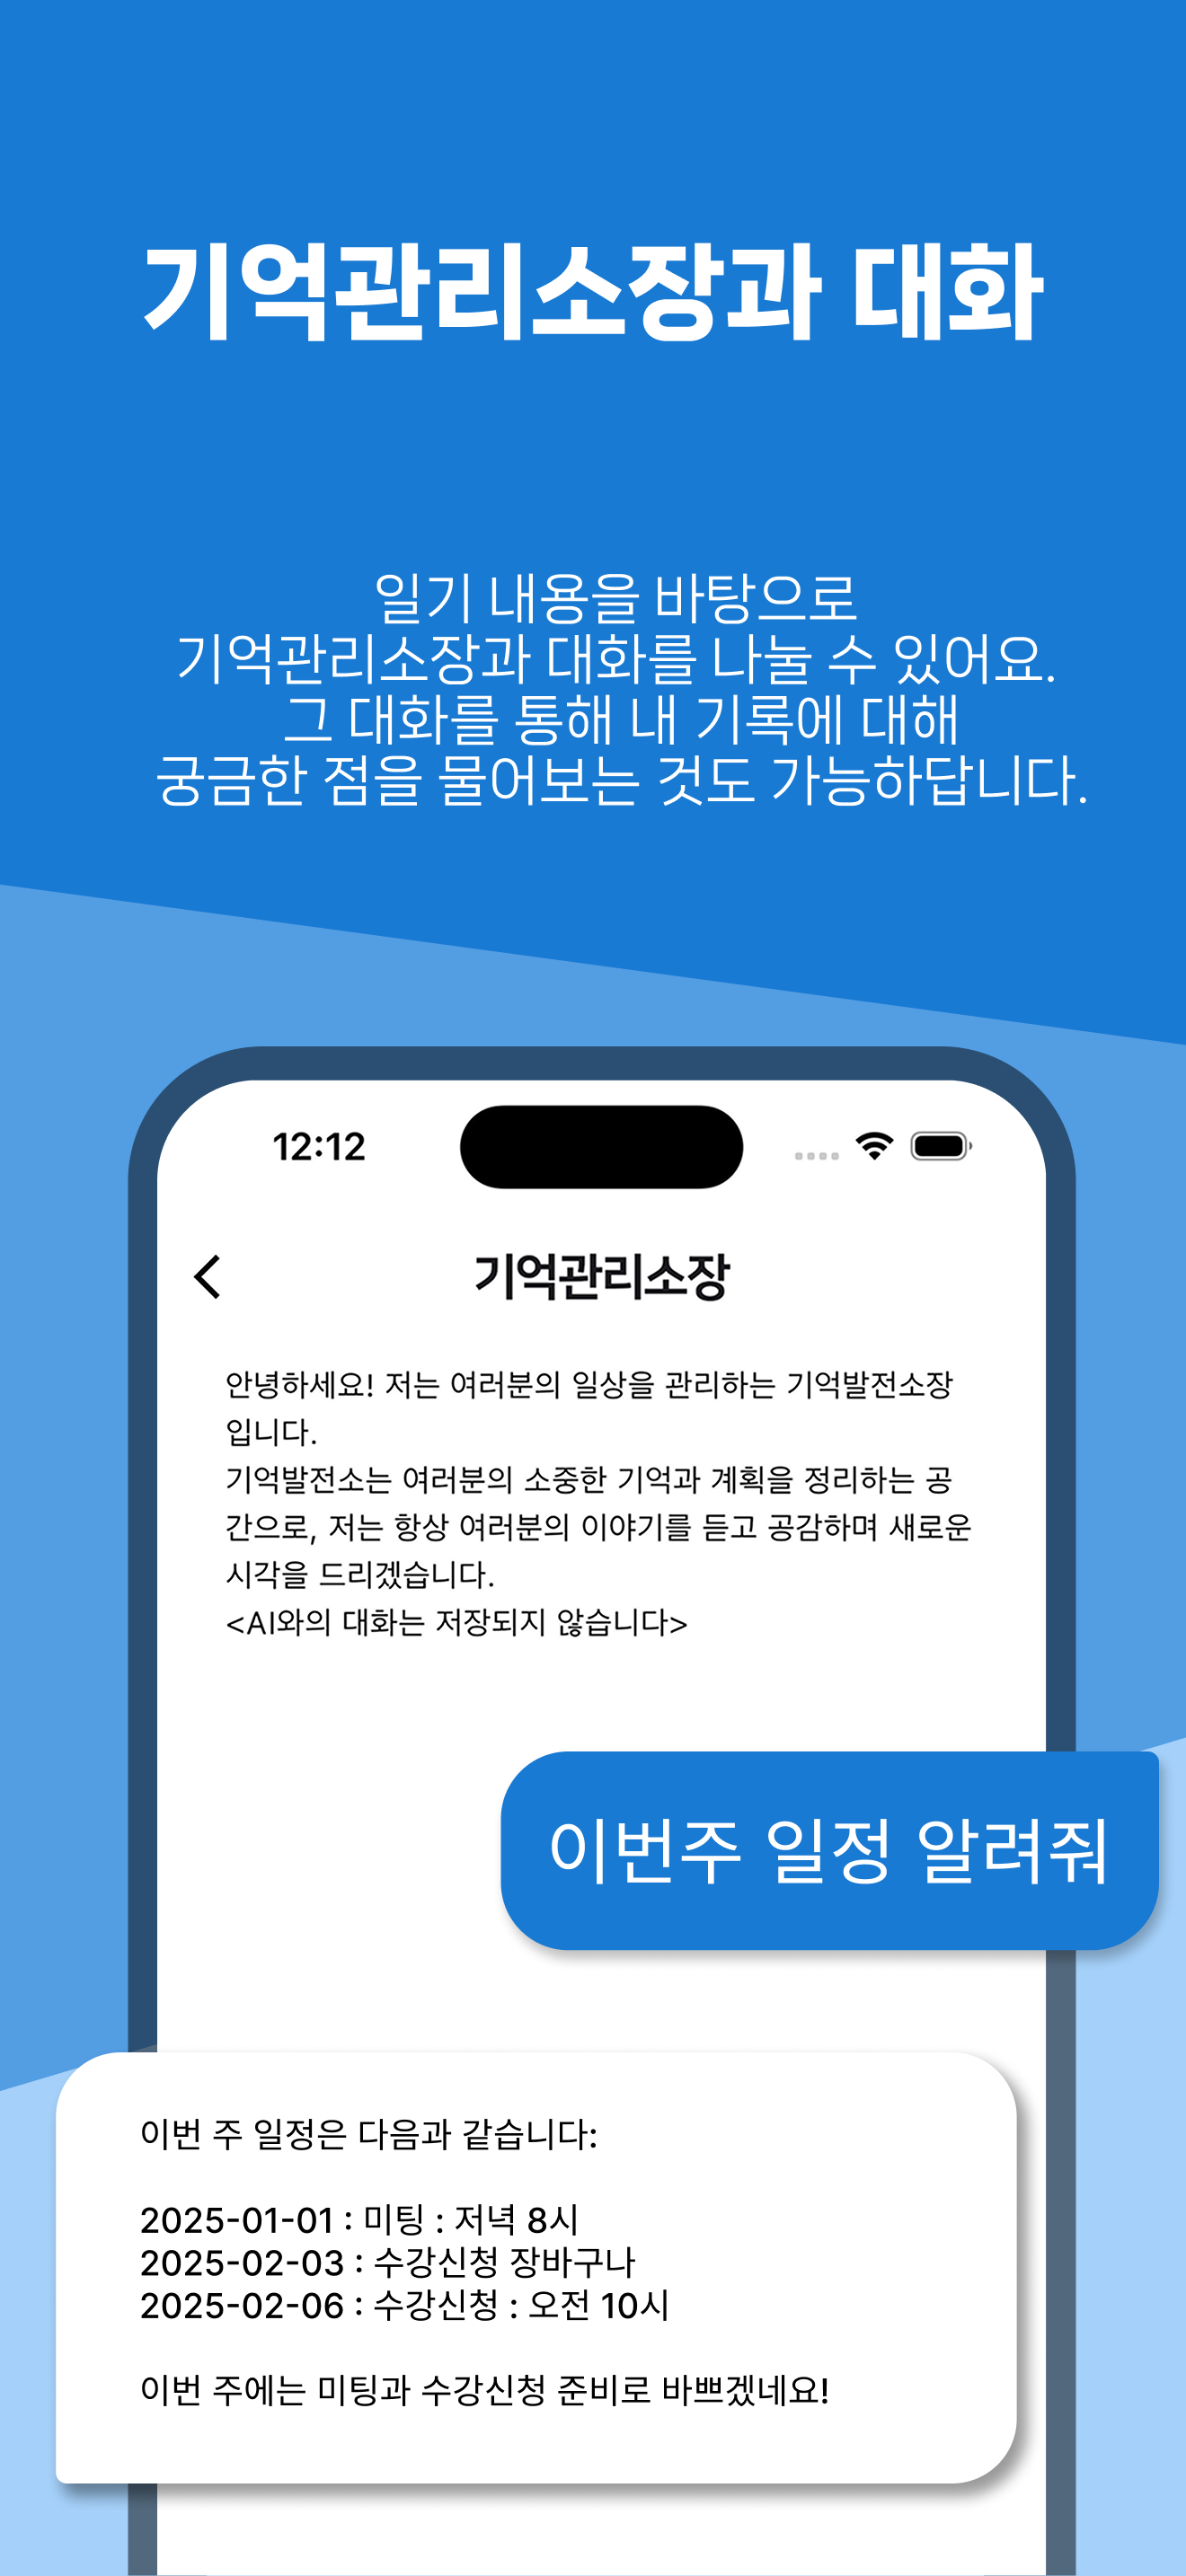 기억관리소장과 대화
일기 내용을 바탕으로
기억관리소장과 대화를 나눌 수 있어요.
그 대화를 통해 내 기록에 대해
궁금한 점을 물어보는 것도 가능하답니다.
12:12
기억관리소장
안녕하세요! 저는 여러분의 일상을 관리하는 기억발전소장
입니다.
기억발전소는 여러분의 소중한 기억과 계획을 정리하는 공
간으로, 저는 항상 여러분의 이야기를 듣고 공감하며 새로운
시각을 드리겠습니다.
<AI와의 대화는 저장되지 않습니다>
이번주 일정 알려줘
이번 주 일정은 다음과 같습니다:
2025-01-01 : 미팅 : 저녁 8시
2025-02-03 : 수강신청 장바구나
2025-02-06 : 수강신청 : 오전 10시
이번 주에는 미팅과 수강신청 준비로 바쁘겠네요!